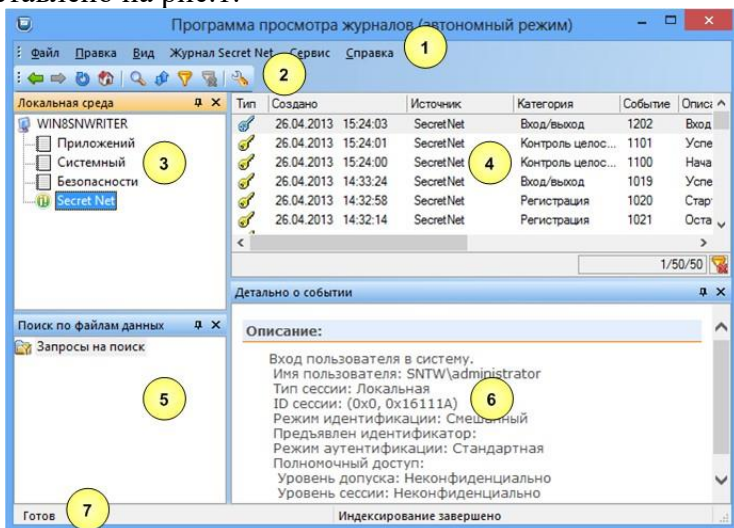 ставлено на рис.1.
Программа просмотра журналов (автономный режим)
Файл Правка Вид Журнал Secret Net Сервис Справка 1
2
Локальная среда
WIN8SNWRITER
Приложений
Системный 3
Безопасности
Secret Net
Тип Создано Источник Категория Событие Описа
26.04.2013 15:24:03 SecretNet Вход/выход 1202 Вход
26.04.2013 15:24:01 SecretNet Контроль целос... 1101 Успе
26.04.2013 15:24:00 SecretNet 4 Контроль целос... 1100 Нача
26.04.2013 14:33:24 SecretNet Вход/выход 1019 Успе
26.04.2013 14:32:58 SecretNet Регистрация 1020 Старт
26.04.2013 14:32:14 SecretNet Регистрация 1021 Оста
1/50/50
Поиск по файлам данных
Запросы на поиск
5
Детально о событии
Описание:
Вход пользователя в систему.
Имя пользователя: SNTW\administrator
Тип сессии: Локальная
ID сессии: (0x0, 0x16111A) 6
Режим идентификации: Смешанный
Предъявлен идентификатор:
Режим аутентификации: Стандартная
Полномочный доступ:
Уровень допуска: Неконфиденциально
Уровень сессии: Неконфиденциально
Готов 7 Индексирование завершено